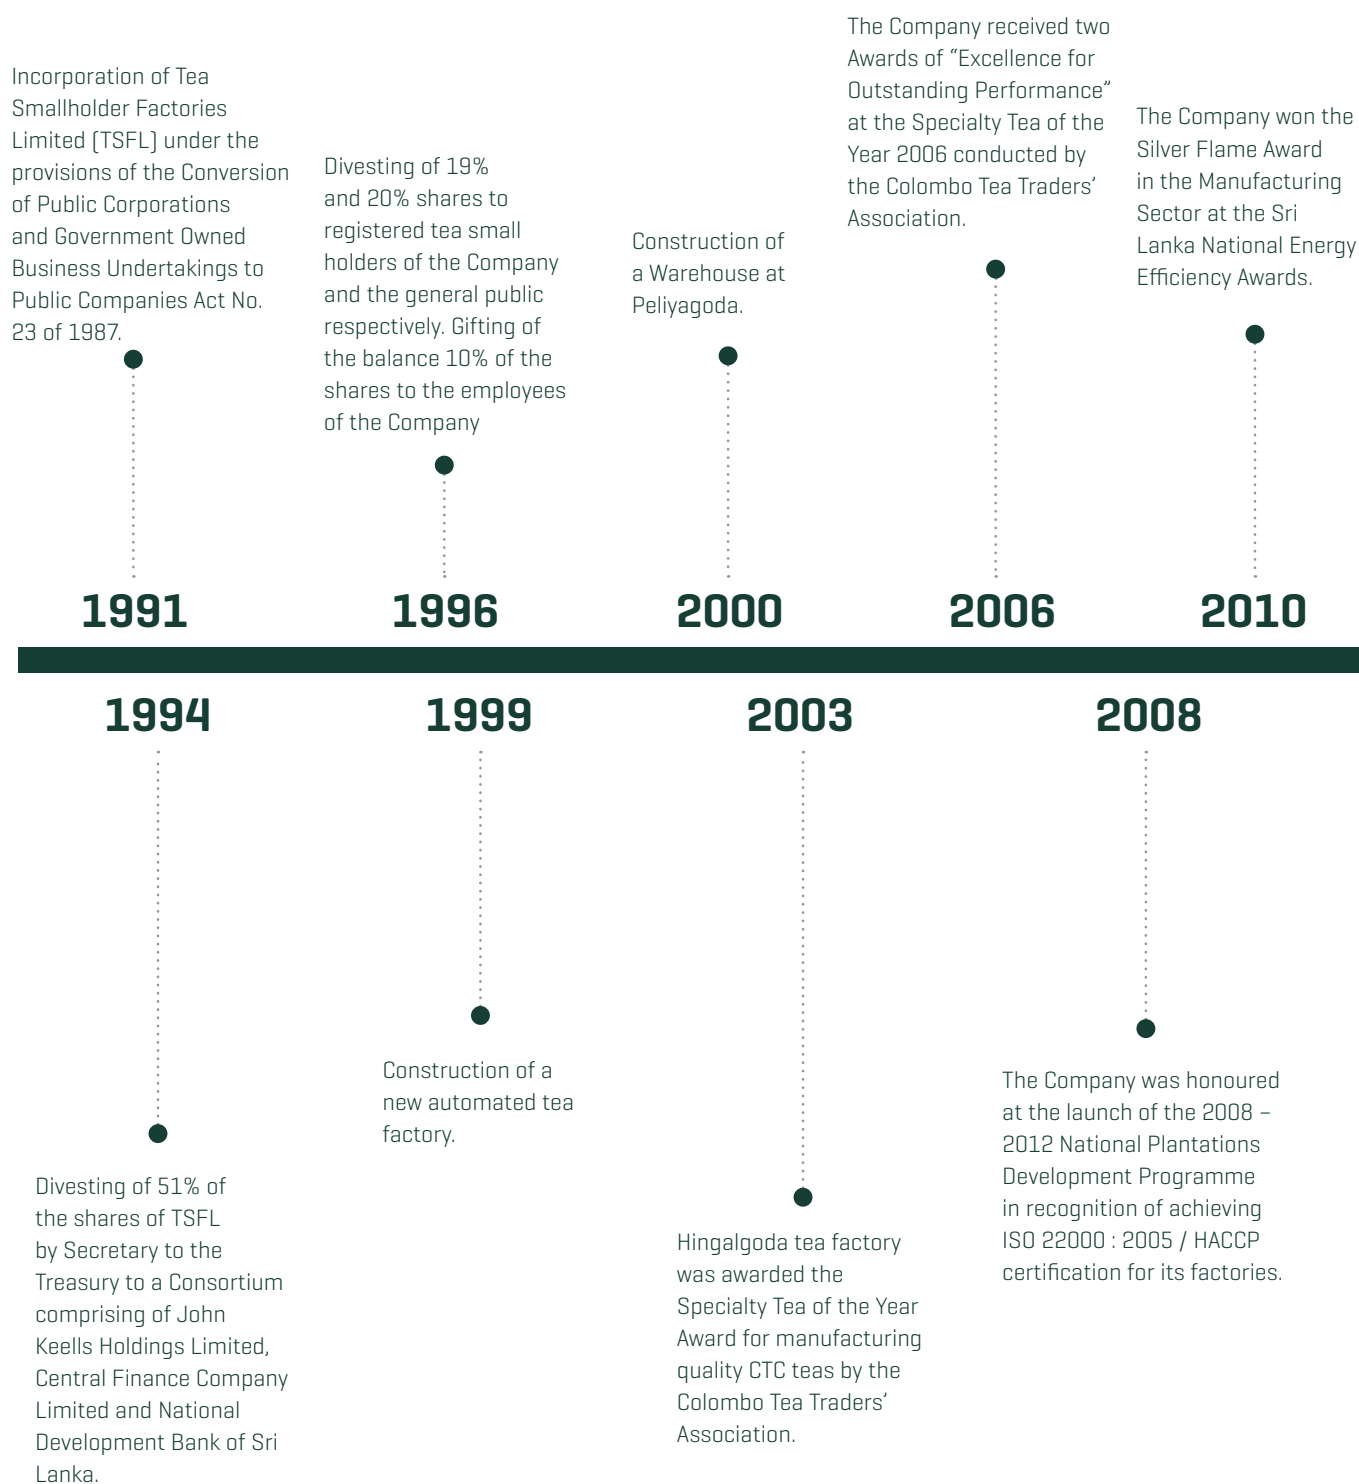 Incorporation of Tea
Smallholder Factories
Limited (TSFL) under the
provisions of the Conversion
of Public Corporations
and Government Owned
Business Undertakings to
Public Companies Act No.
23 of 1987.
Divesting of 19%
and 20% shares to
registered tea small
holders of the Company
and the general public
respectively. Gifting of
the balance 10% of the
shares to the employees
of the Company
Construction of
a Warehouse at
Peliyagoda.
The Company received two
Awards of “Excellence for
Outstanding Performance”
at the Specialty Tea of the
Year 2006 conducted by
the Colombo Tea Traders’
Association.
The Company won the
Silver Flame Award
in the Manufacturing
Sector at the Sri
Lanka National Energy
Efficiency Awards.
1991
1996
2000
2006
2010
1994
1999
2003
2008
Divesting of 51% of
the shares of TSFL
by Secretary to the
Treasury to a Consortium
comprising of John
Keells Holdings Limited,
Central Finance Company
Limited and National
Development Bank of Sri
Lanka.
Construction of a
new automated tea
factory.
Hingalgoda tea factory
was awarded the
Specialty Tea of the Year
Award for manufacturing
quality CTC teas by the
Colombo Tea Traders’
Association.
The Company was honoured
at the launch of the 2008 –
2012 National Plantations
Development Programme
in recognition of achieving
ISO 22000 : 2005 / HACCP
certification for its factories.